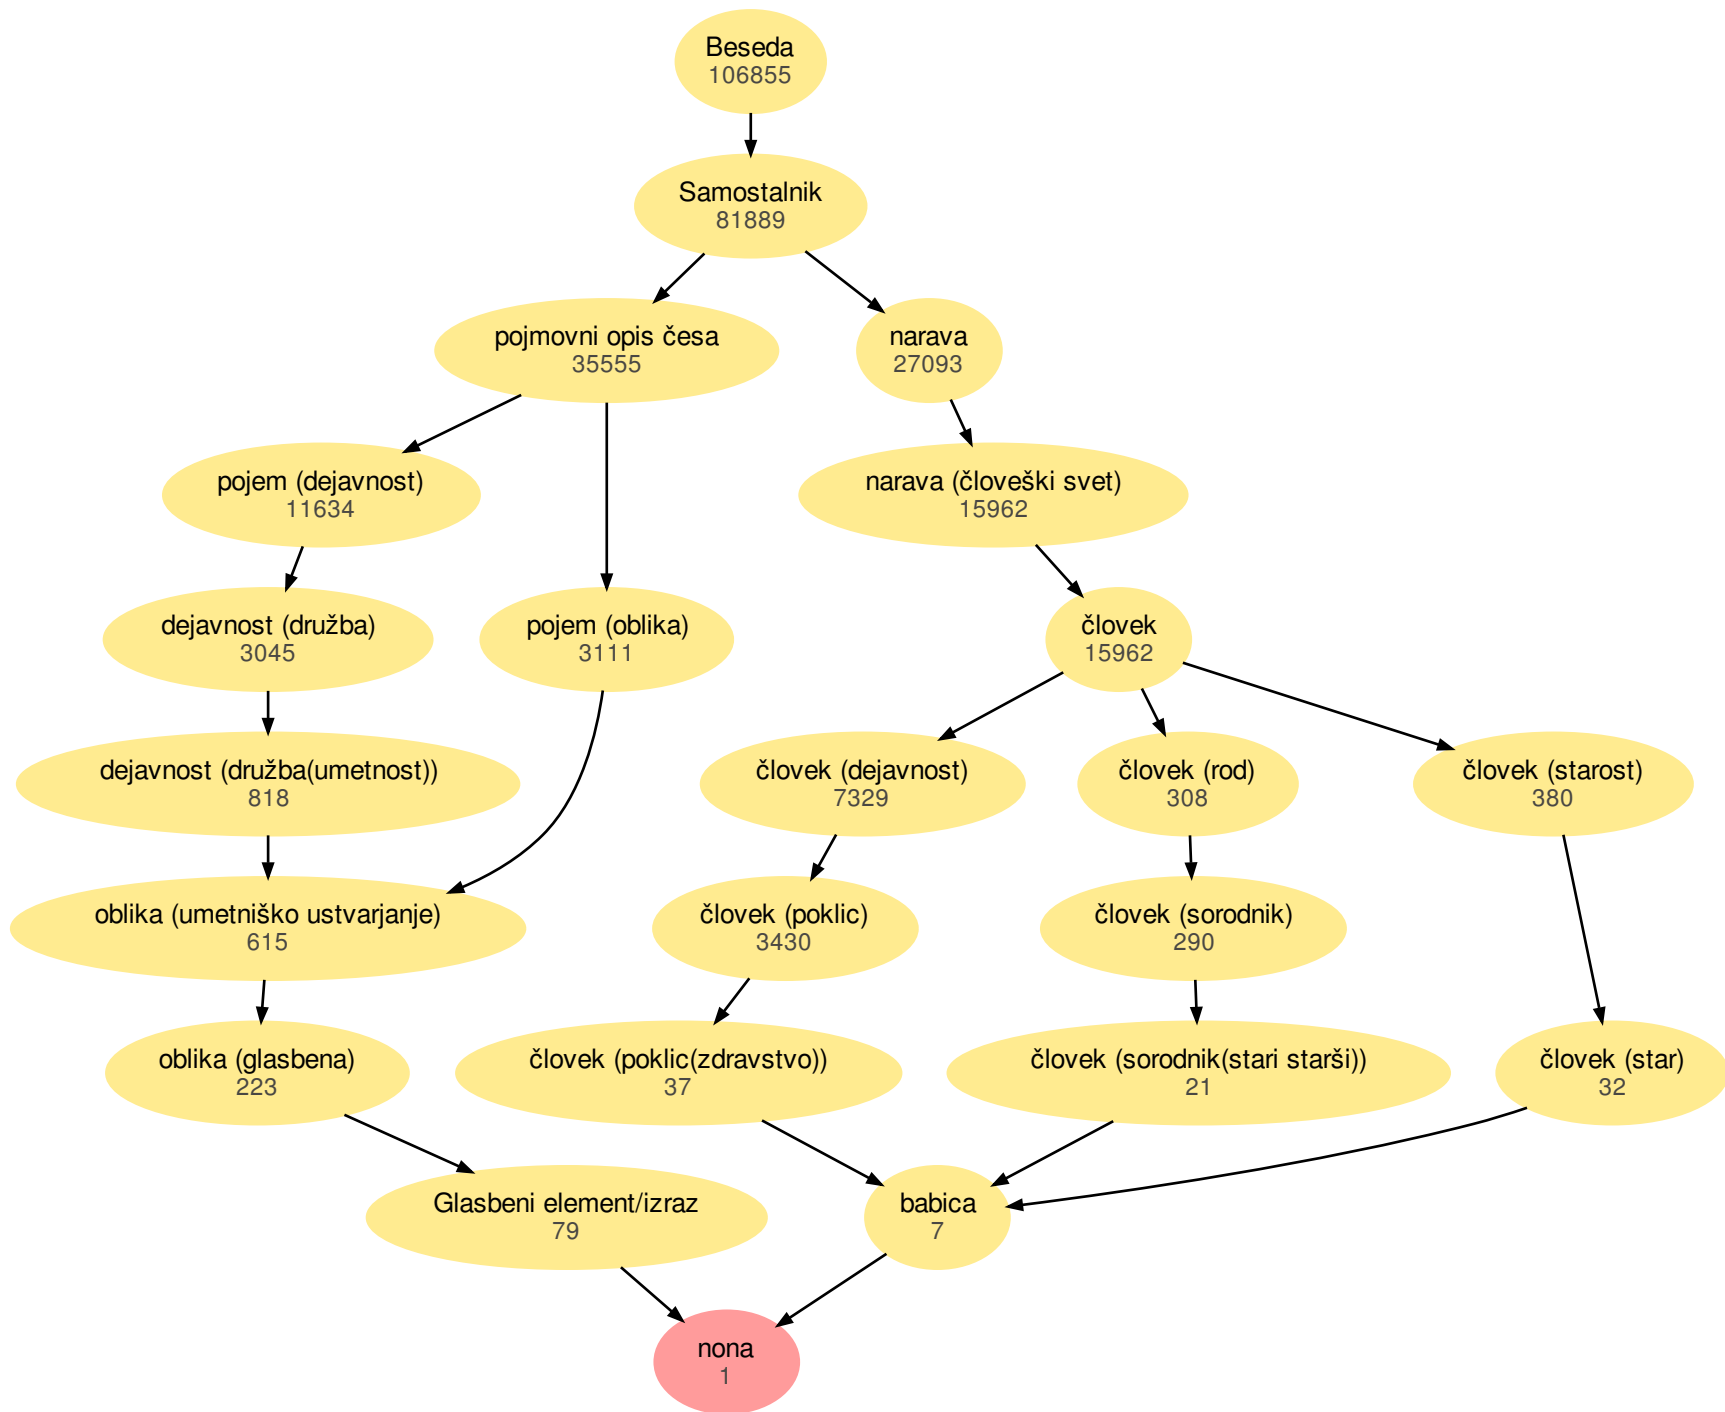 Beseda
106855
Samostalnik
81889
pojmovni opis česa
35555
narava
27093
pojem (dejavnost)
11634
narava (človeški svet)
15962
dejavnost (družba)
3045
pojem (oblika)
3111
človek
15962
dejavnost (družba(umetnost))
818
človek (dejavnost)
7329
človek (rod)
308
človek (starost)
380
oblika (umetniško ustvarjanje)
615
človek (poklic)
3430
človek (sorodnik)
290
oblika (glasbena)
223
človek (poklic(zdravstvo))
37
človek (sorodnik(stari starši))
21
človek (star)
32
Glasbeni element/izraz
79
babica
7
nona
1